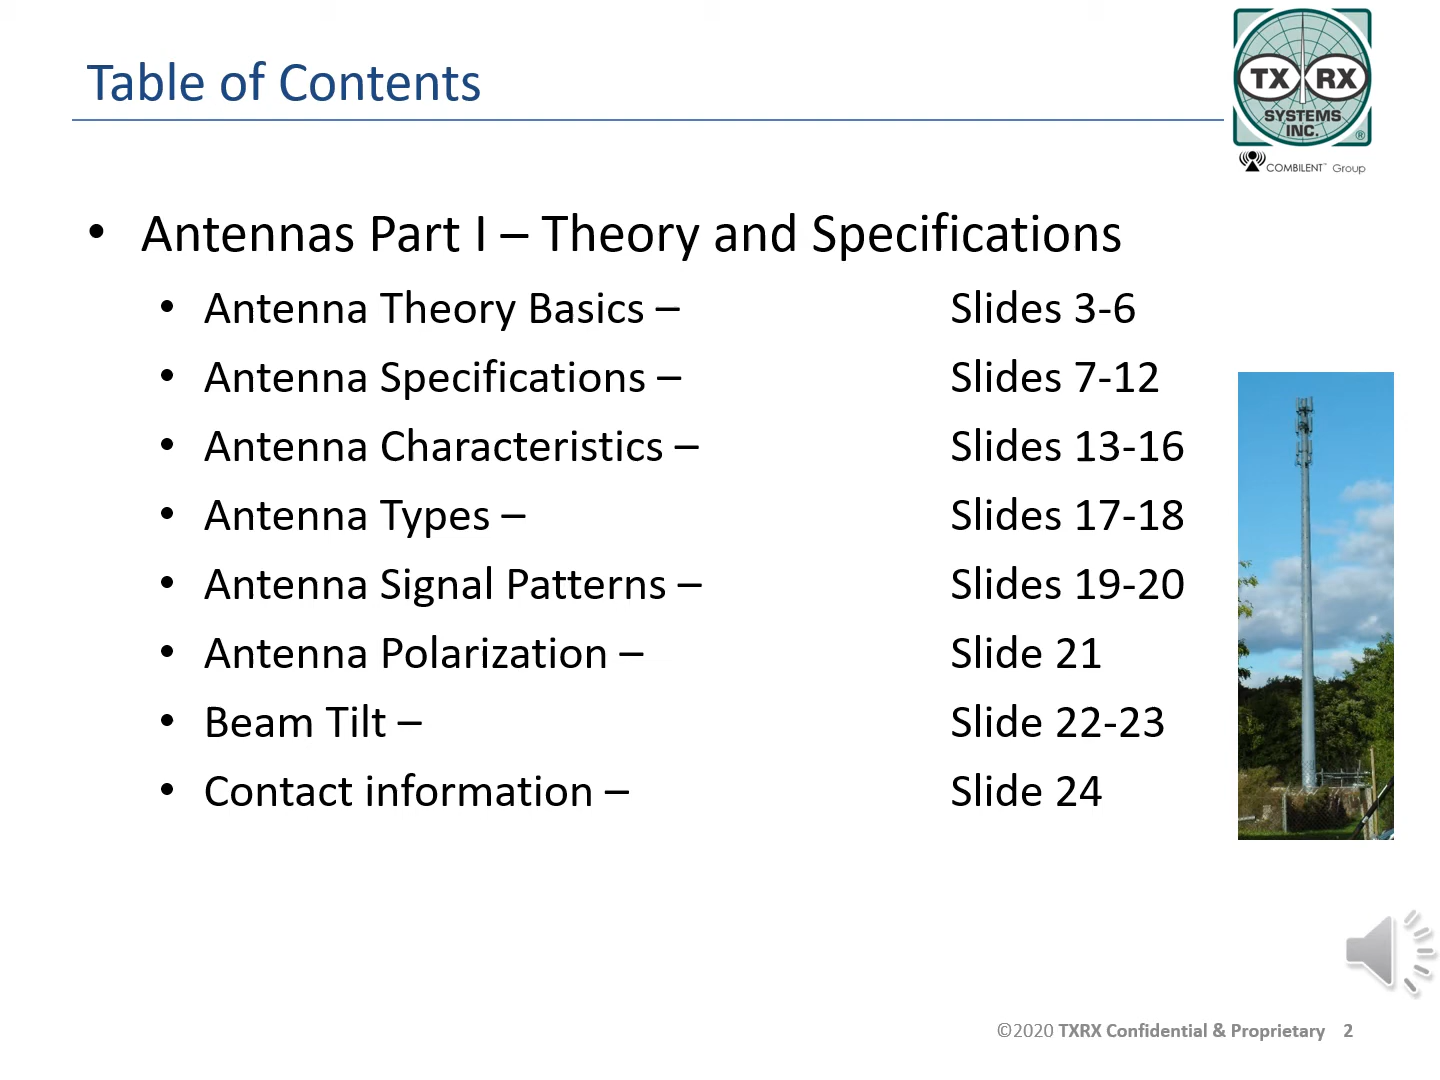 Table of Contents
TX RX
SYSTEMS
INC.
®
COMBILENT™ Group
• Antennas Part I – Theory and Specifications
• Antenna Theory Basics – Slides 3-6
• Antenna Specifications – Slides 7-12
• Antenna Characteristics – Slides 13-16
• Antenna Types – Slides 17-18
• Antenna Signal Patterns – Slides 19-20
• Antenna Polarization – Slide 21
• Beam Tilt – Slide 22-23
• Contact information – Slide 24
©2020 TXRX Confidential & Proprietary 2